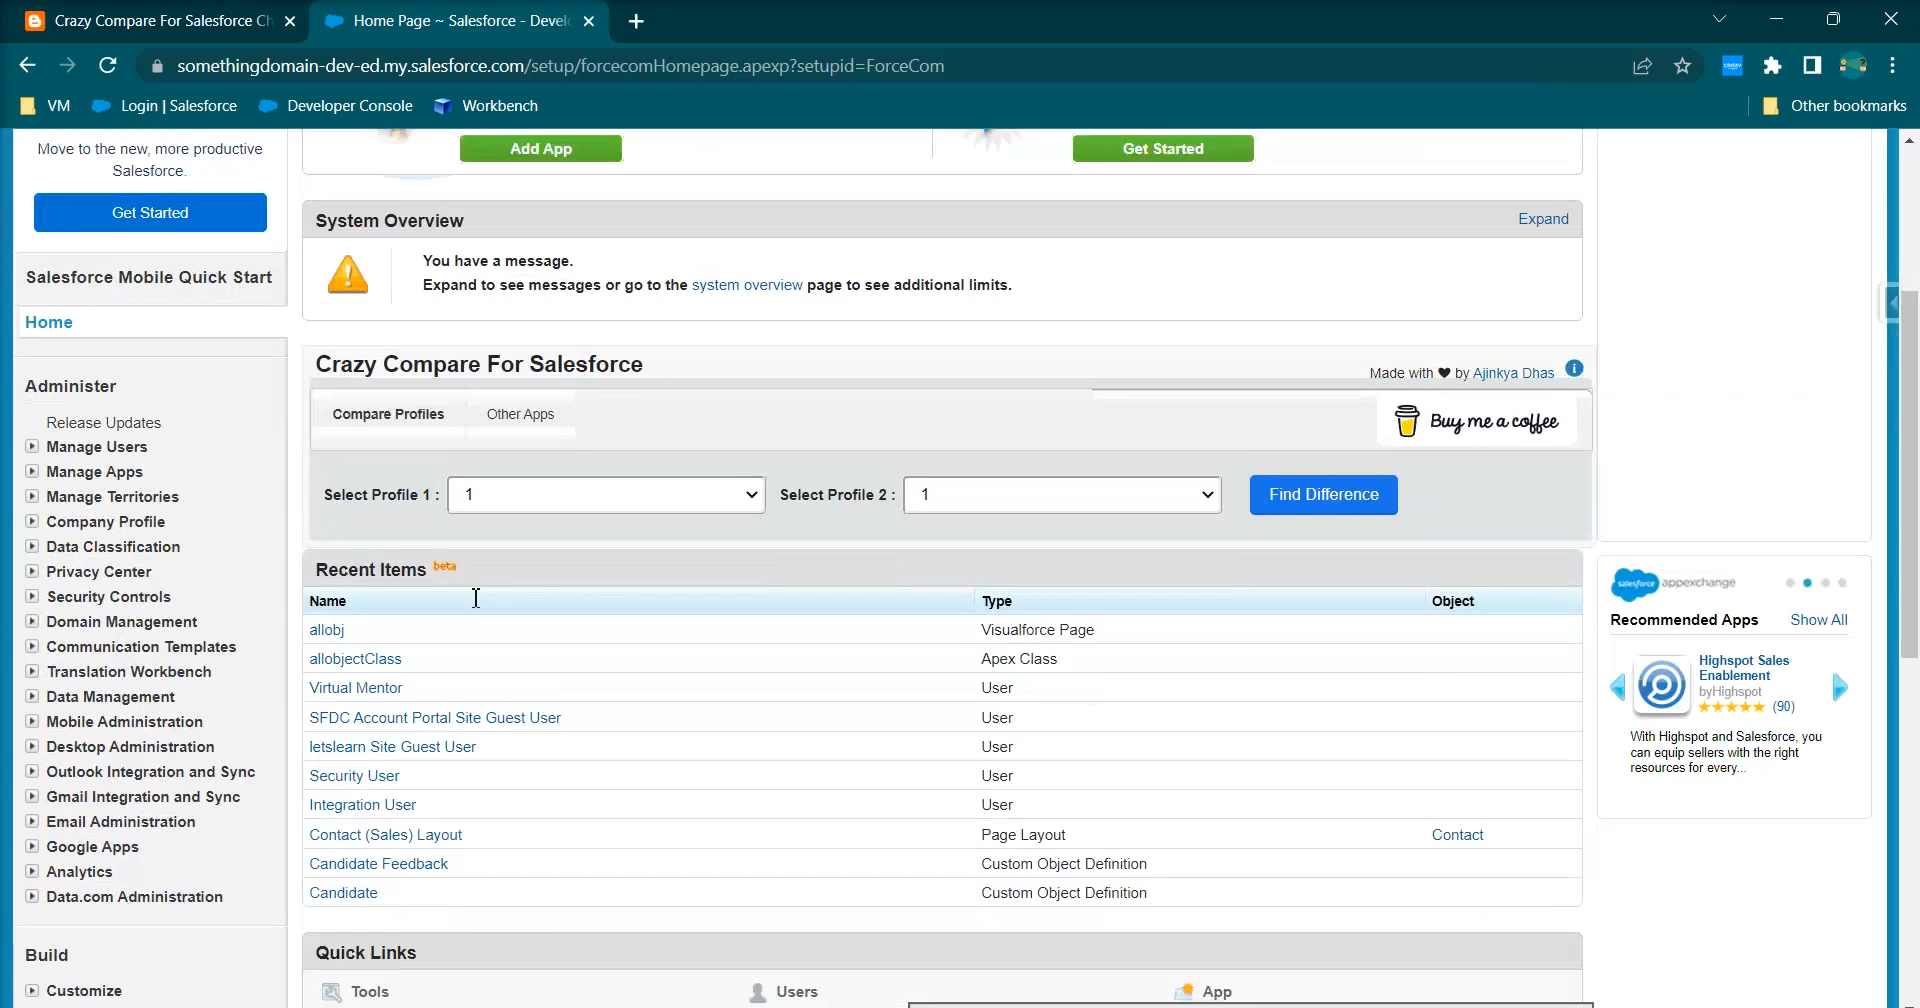 Crazy Compare For Salesforce Ch
Home Page ~ Salesforce - Devel
somethingdomain-dev-ed.my.salesforce.com/setup/forcecomHomepage.apexp?setupid=ForceCom
VM
Login | Salesforce
Developer Console
Workbench
Other bookmarks
Move to the new, more productive
Salesforce.
Get Started
Salesforce Mobile Quick Start
Home
Administer
Release Updates
Manage Users
Manage Apps
Manage Territories
Company Profile
Data Classification
Privacy Center
Security Controls
Domain Management
Communication Templates
Translation Workbench
Data Management
Mobile Administration
Desktop Administration
Outlook Integration and Sync
Gmail Integration and Sync
Email Administration
Google Apps
Analytics
Data.com Administration
Build
Customize
Add App
Get Started
System Overview
Expand
You have a message.
Expand to see messages or go to the system overview page to see additional limits.
Crazy Compare For Salesforce
Made with ♥ by Ajinkya Dhas
Compare Profiles
Other Apps
Buy me a coffee
Select Profile 1 : 1
Select Profile 2 : 1
Find Difference
Recent Items beta
Name Type Object
allobj Visualforce Page
allobjectClass Apex Class
Virtual Mentor User
SFDC Account Portal Site Guest User User
letslearn Site Guest User User
Security User User
Integration User User
Contact (Sales) Layout Page Layout Contact
Candidate Feedback Custom Object Definition
Candidate Custom Object Definition
Quick Links
Tools
Users
App
salesforce appexchange
Recommended Apps Show All
Highspot Sales
Enablement
byHighspot
(90)
With Highspot and Salesforce, you
can equip sellers with the right
resources for every...